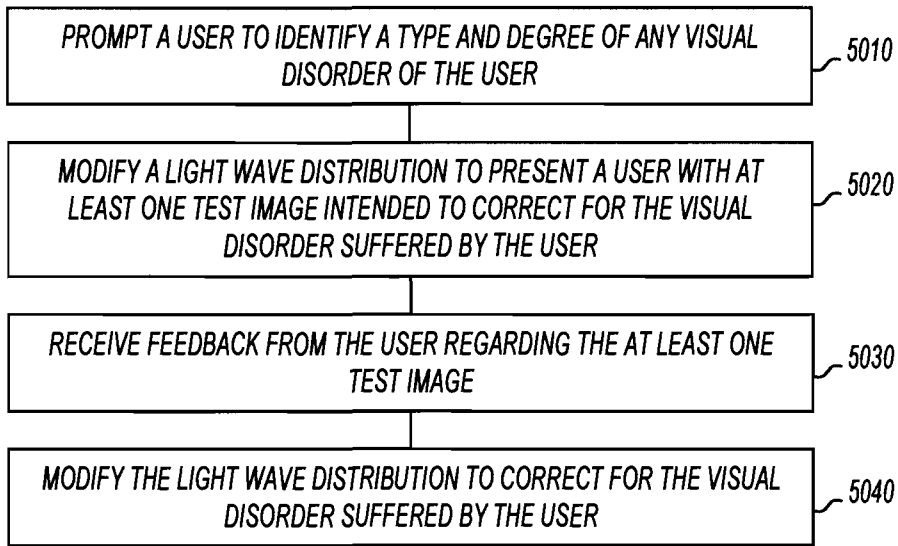 PROMPT A USER TO IDENTIFY A TYPE AND DEGREE OF ANY VISUAL
DISORDER OF THE USER
5010
MODIFY A LIGHT WAVE DISTRIBUTION TO PRESENT A USER WITH AT
LEAST ONE TEST IMAGE INTENDED TO CORRECT FOR THE VISUAL
DISORDER SUFFERED BY THE USER
5020
RECEIVE FEEDBACK FROM THE USER REGARDING THE AT LEAST ONE
TEST IMAGE
5030
MODIFY THE LIGHT WAVE DISTRIBUTION TO CORRECT FOR THE VISUAL
DISORDER SUFFERED BY THE USER
5040